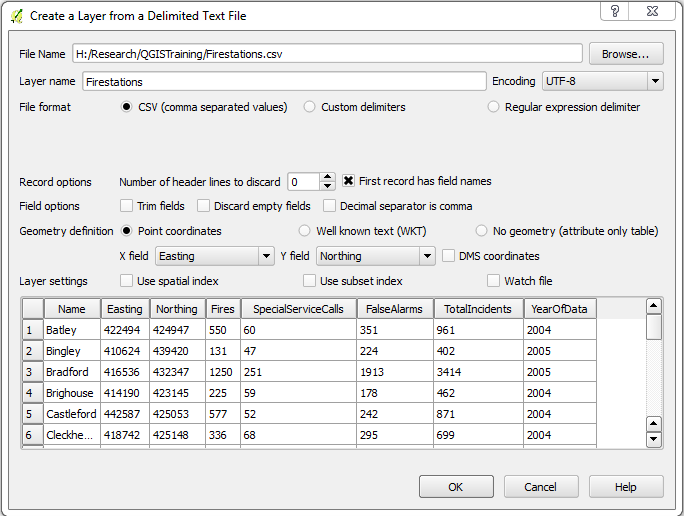 Create a Layer from a Delimited Text File
File Name H:/Research/QGISTraining/Firestations.csv Browse...
Layer name Firestations Encoding UTF-8
File format CSV (comma separated values) Custom delimiters Regular expression delimiter
Record options Number of header lines to discard 0 First record has field names
Field options Trim fields Discard empty fields Decimal separator is comma
Geometry definition Point coordinates Well known text (WKT) No geometry (attribute only table)
X field Easting Y field Northing DMS coordinates
Layer settings Use spatial index Use subset index Watch file
Name Easting Northing Fires SpecialServiceCalls FalseAlarms TotalIncidents YearOfData
1 Batley 422494 424947 550 60 351 961 2004
2 Bingley 410624 439420 131 47 224 402 2005
3 Bradford 416536 432347 1250 251 1913 3414 2005
4 Brighouse 414190 423145 225 59 178 462 2004
5 Castleford 442587 425053 577 52 242 871 2004
6 Cleckhe... 418742 425148 336 68 295 699 2004
OK Cancel Help